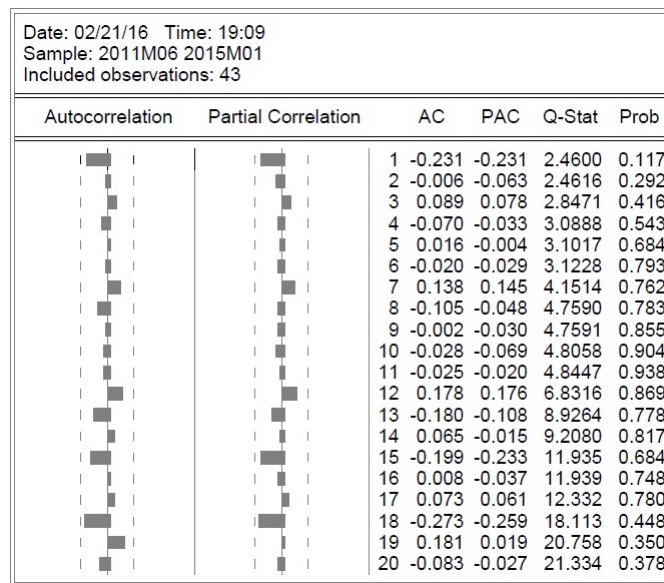 Date: 02/21/16 Time: 19:09
Sample: 2011M06 2015M01
Included observations: 43
Autocorrelation Partial Correlation AC PAC Q-Stat Prob
1 -0.231 -0.231 2.4600 0.117
2 -0.006 -0.063 2.4616 0.292
3 0.089 0.078 2.8471 0.416
4 -0.070 -0.033 3.0888 0.543
5 0.016 -0.004 3.1017 0.684
6 -0.020 -0.029 3.1228 0.793
7 0.138 0.145 4.1514 0.762
8 -0.105 -0.048 4.7590 0.783
9 -0.002 -0.030 4.7591 0.855
10 -0.028 -0.069 4.8058 0.904
11 -0.025 -0.020 4.8447 0.938
12 0.178 0.176 6.8316 0.869
13 -0.180 -0.108 8.9264 0.778
14 0.065 -0.015 9.2080 0.817
15 -0.199 -0.233 11.935 0.684
16 0.008 -0.037 11.939 0.748
17 0.073 0.061 12.332 0.780
18 -0.273 -0.259 18.113 0.448
19 0.181 0.019 20.758 0.350
20 -0.083 -0.027 21.334 0.378